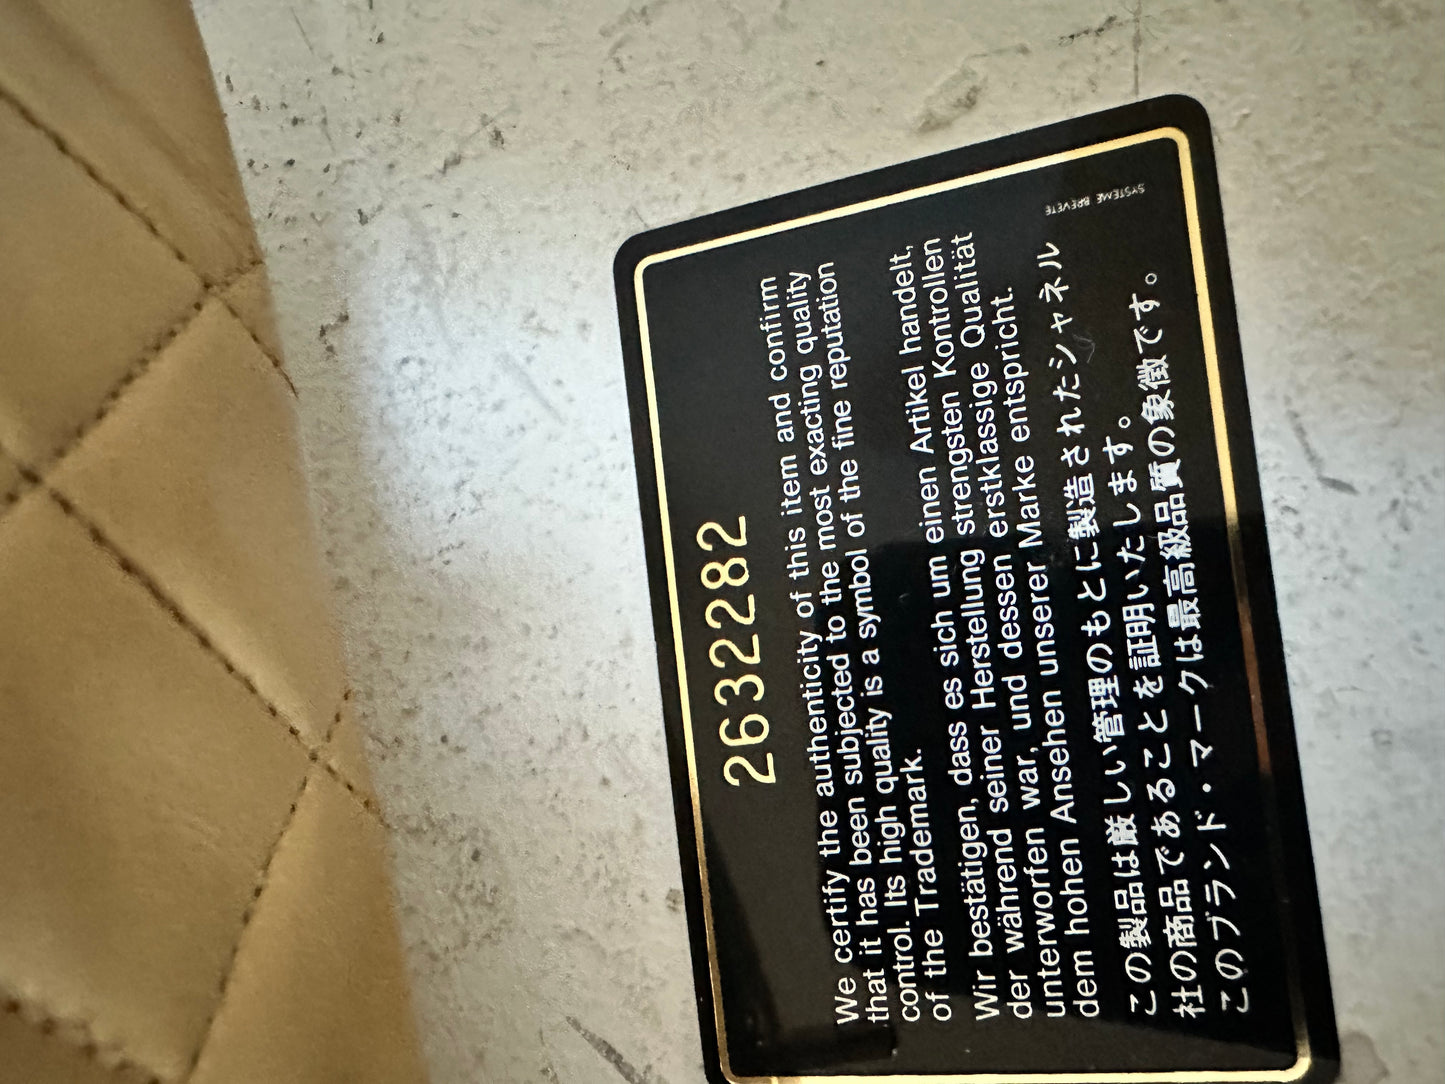 2632282
We certify the authenticity of this item and confirm
that it has been subjected to the most exacting quality
control. Its high quality is a symbol of the fine reputation
of the Trademark.
Wir bestätigen, dass es sich um einen Artikel handelt,
der während seiner Herstellung strengsten Kontrollen
unterworfen war, und dessen erstklassige Qualität
dem hohen Ansehen unserer Marke entspricht.
この製品は厳しい管理のもとに製造されたシャネル
社の商品であることを証明いたします。
このブランド・マークは最高級品質の象徴です。
SYSTEME BREVETE